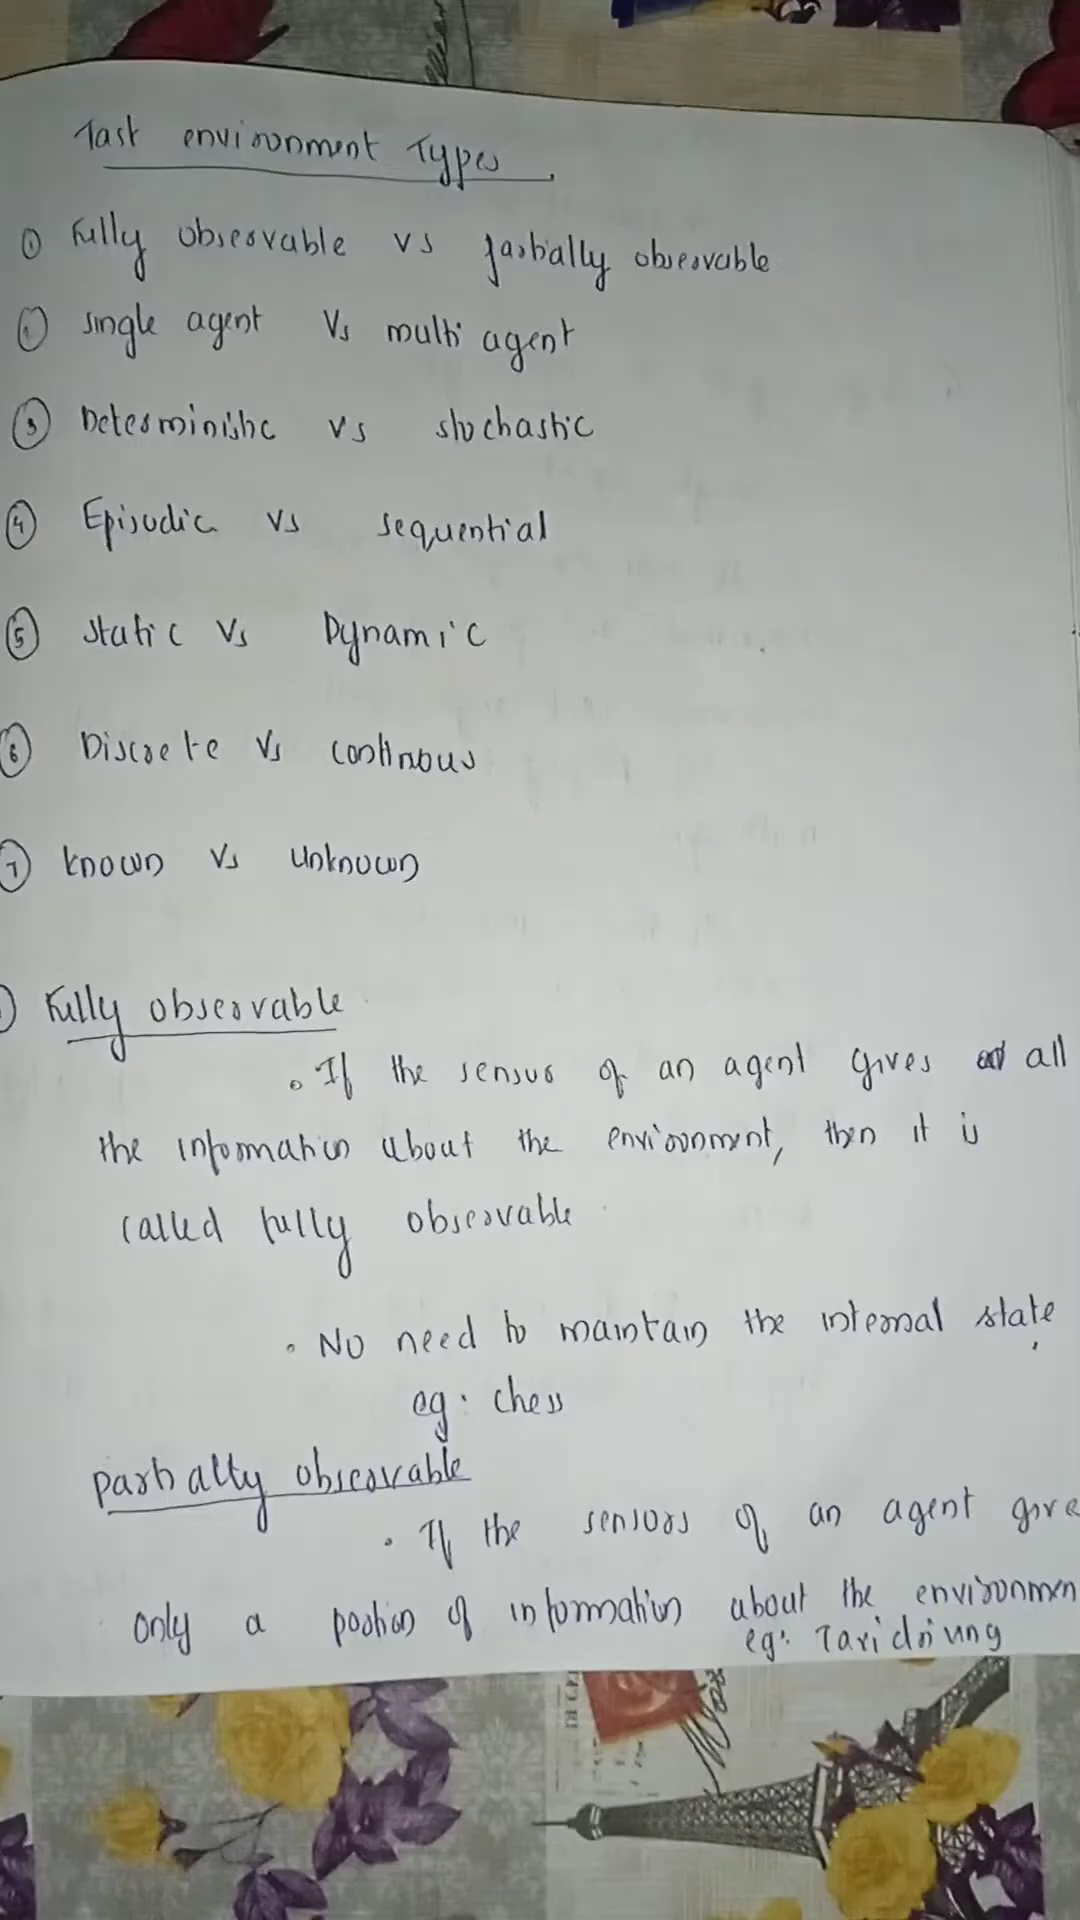 Task environment Types.
① Fully observable vs partially observable
② single agent Vs multi agent
③ Deterministic vs stochastic
④ Episodic vs sequential
⑤ static Vs Dynamic
⑥ Discrete Vs continous
⑦ known Vs Unknown
Fully observable
• If the sensus of an agent gives all
the information about the environment, then it is
called fully observable
• No need to maintain the internal state
eg: chess
partially observable
• If the sensors of an agent give
only a portion of information about the environmen
eg: Taxi driving